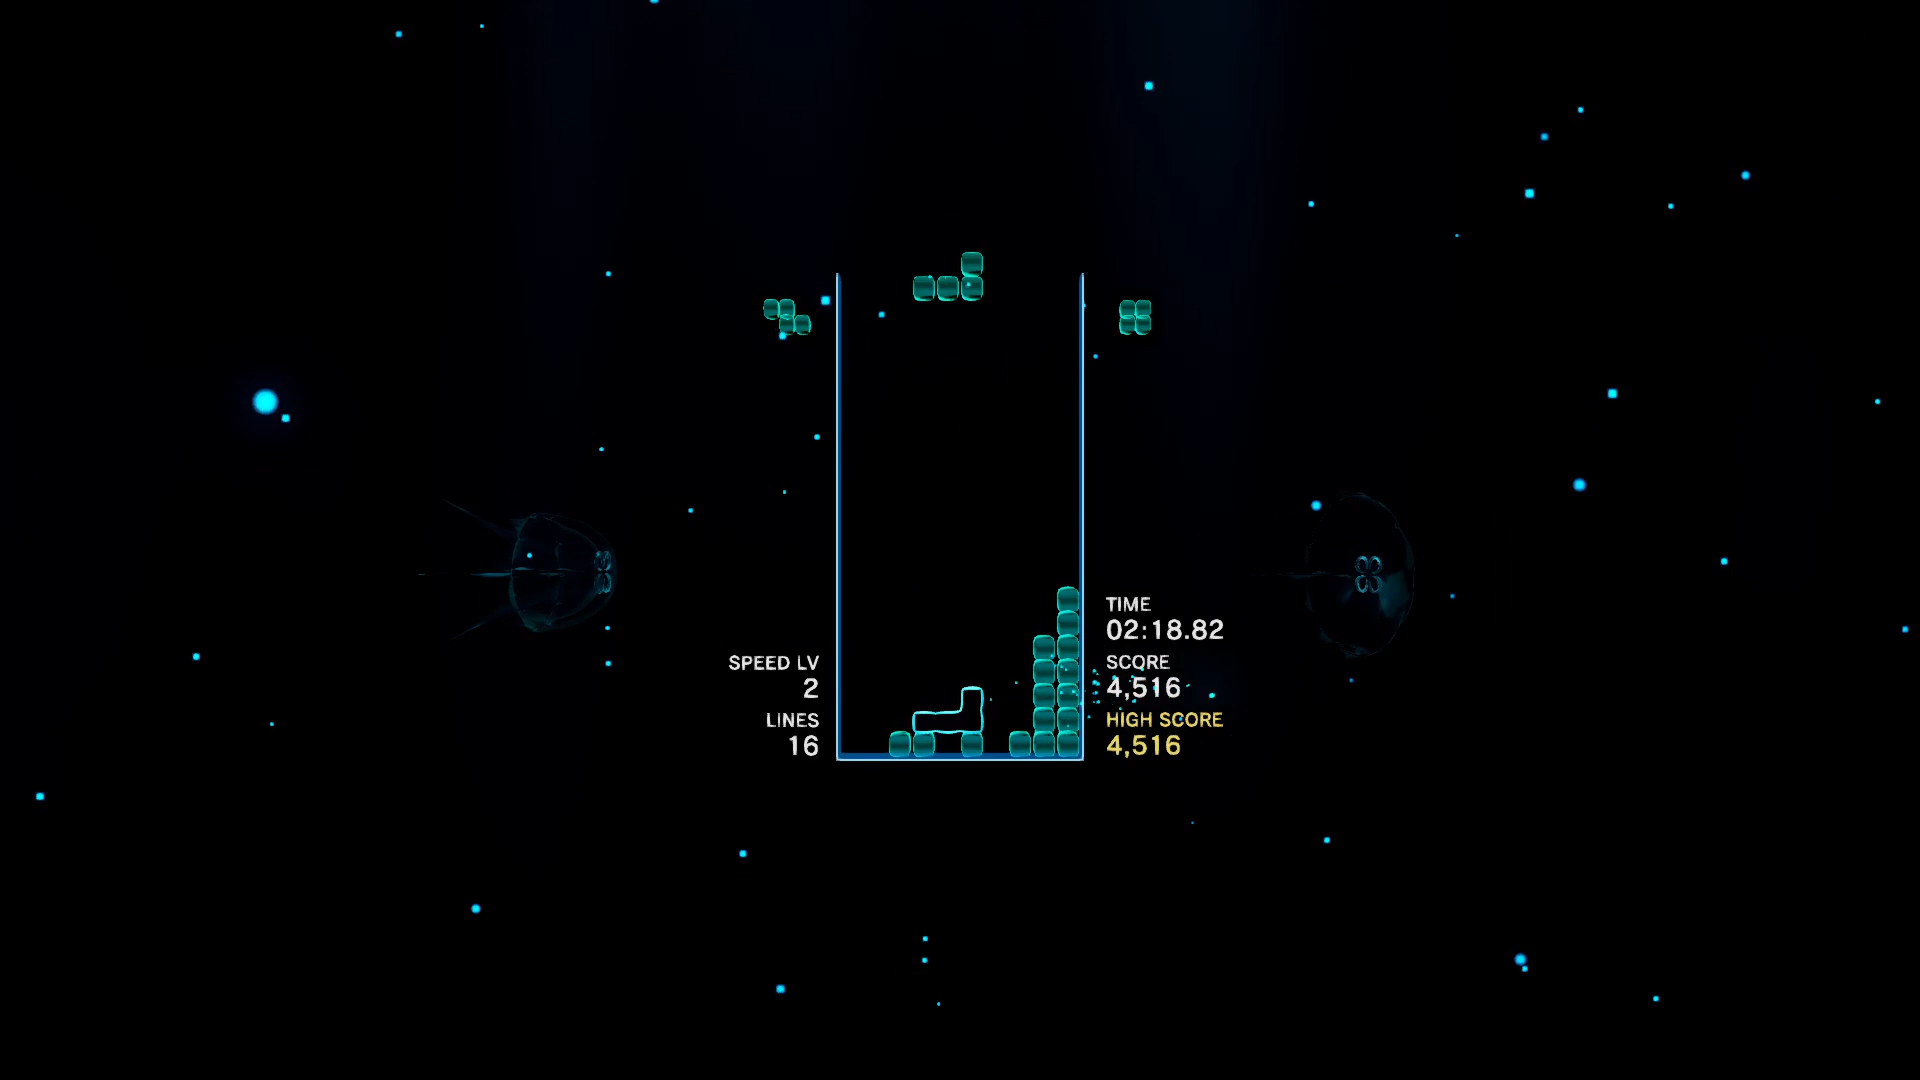 SPEED LV
2
LINES
16
TIME
02:18.82
SCORE
4,516
HIGH SCORE
4,516